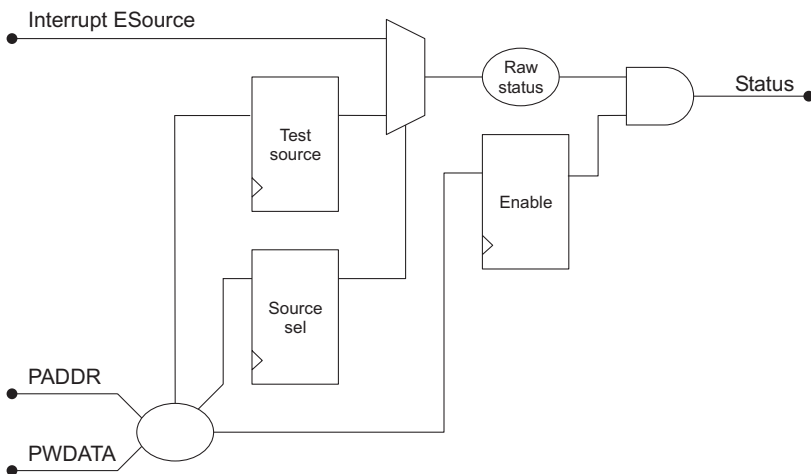 Interrupt ESource
Raw
status
Status
Test
source
Enable
Source
sel
PADDR
PWDATA